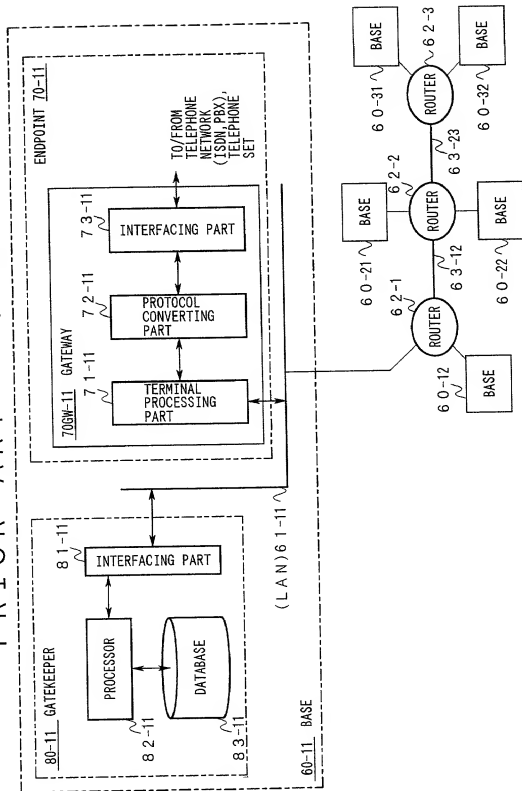 PRIOR ART
60-11 BASE
80-11 GATEKEEPER
PROCESSOR
82-11
DATABASE
83-11
81-11
INTERFACING PART
(LAN)61-11
ENDPOINT 70-11
70GW-11 GATEWAY
71-11
TERMINAL
PROCESSING
PART
72-11
PROTOCOL
CONVERTING
PART
73-11
INTERFACING PART
TO/FROM
TELEPHONE
NETWORK
(ISDN,PBX),
TELEPHONE
SET
62-1
ROUTER
60-12
BASE
63-12
60-21
BASE
62-2
ROUTER
60-22
BASE
63-23
60-31
BASE
62-3
ROUTER
60-32
BASE